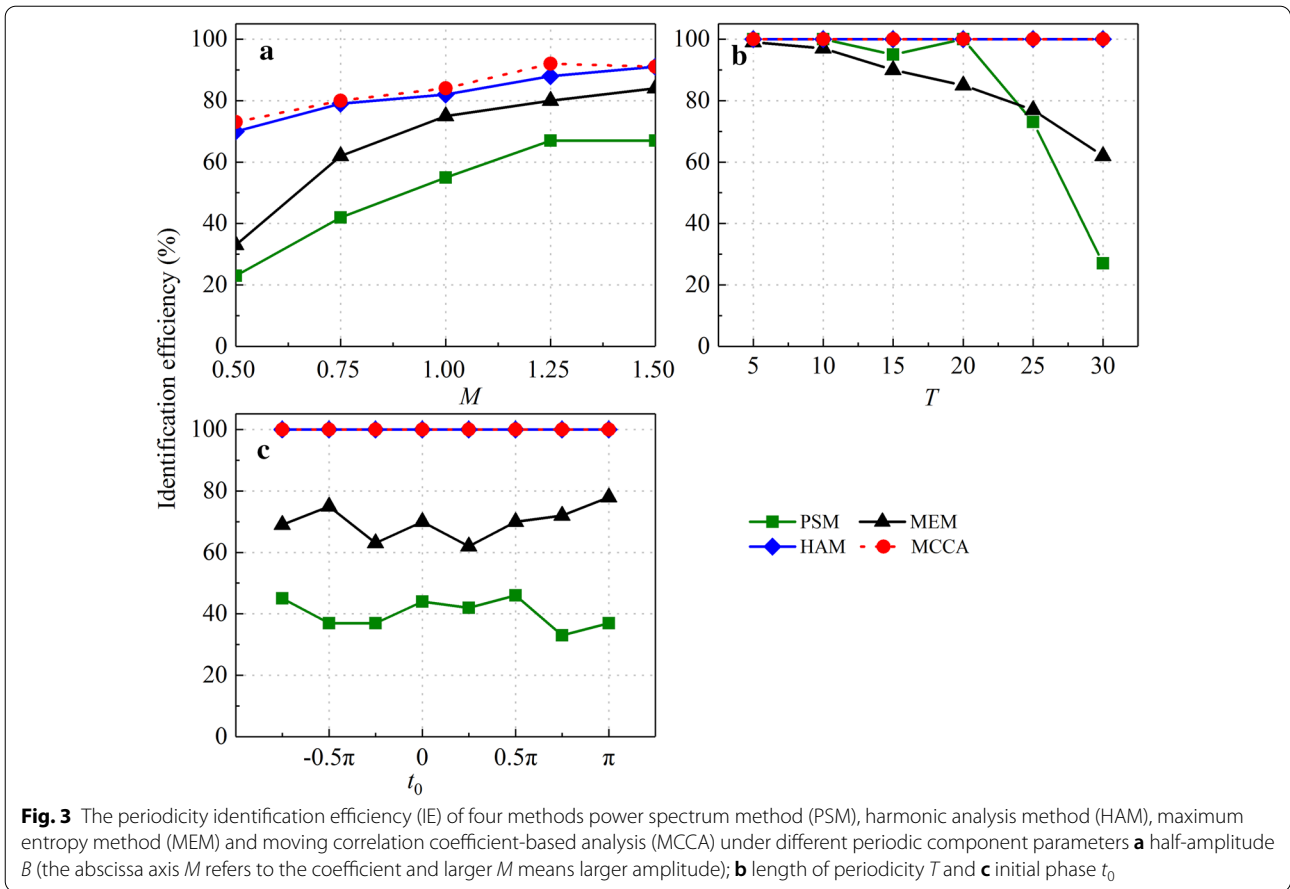 Identification efficiency (%)
a
100
80
60
40
20
0
0.50 0.75 1.00 1.25 1.50
M
b
100
80
60
40
20
0
5 10 15 20 25 30
T
c
100
80
60
40
20
0
-0.5π 0 0.5π π
t₀
PSM MEM
HAM MCCA
Fig. 3 The periodicity identification efficiency (IE) of four methods power spectrum method (PSM), harmonic analysis method (HAM), maximum
entropy method (MEM) and moving correlation coefficient-based analysis (MCCA) under different periodic component parameters a half-amplitude
B (the abscissa axis M refers to the coefficient and larger M means larger amplitude); b length of periodicity T and c initial phase t₀